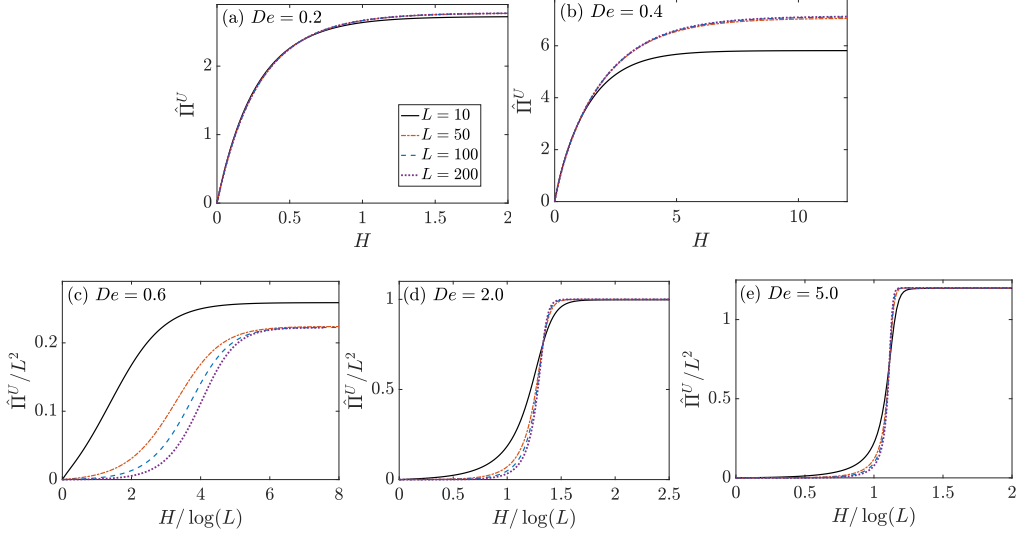 (a) De = 0.2
2
0
Π̂^U
0 0.5 1 1.5 2
H
L = 10
L = 50
L = 100
L = 200
(b) De = 0.4
6
4
2
0
Π̂^U
0 5 10
H
(c) De = 0.6
0.2
0.1
0
Π̂^U/L^2
0 2 4 6 8
H/ log(L)
(d) De = 2.0
1
0.5
0
Π̂^U/L^2
0 0.5 1 1.5 2 2.5
H/ log(L)
(e) De = 5.0
1
0.5
0
Π̂^U/L^2
0 0.5 1 1.5 2
H/ log(L)